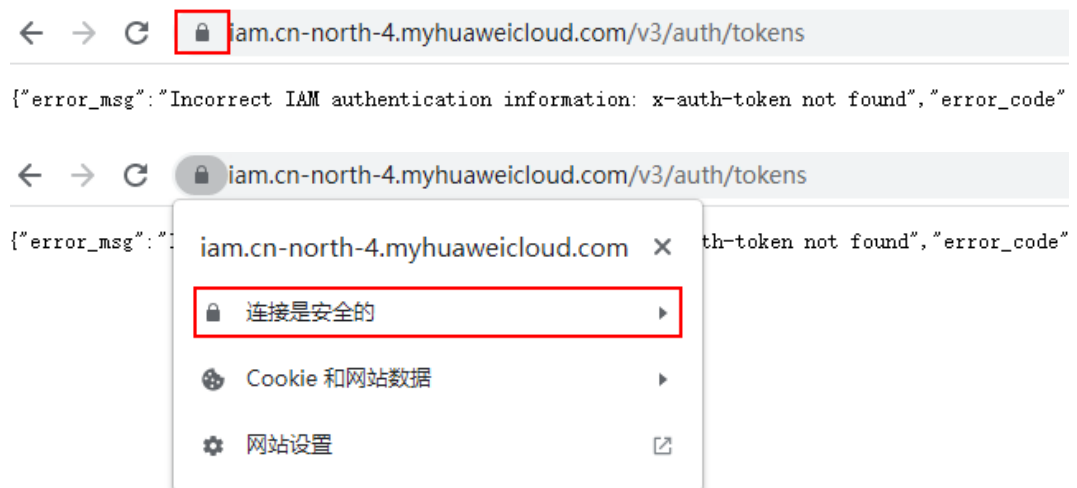 iam.cn-north-4.myhuaweicloud.com/v3/auth/tokens
{"error_msg":"Incorrect IAM authentication information: x-auth-token not found","error_code"
iam.cn-north-4.myhuaweicloud.com/v3/auth/tokens
{"error_msg":" th-token not found","error_code"
iam.cn-north-4.myhuaweicloud.com
连接是安全的
Cookie 和网站数据
网站设置